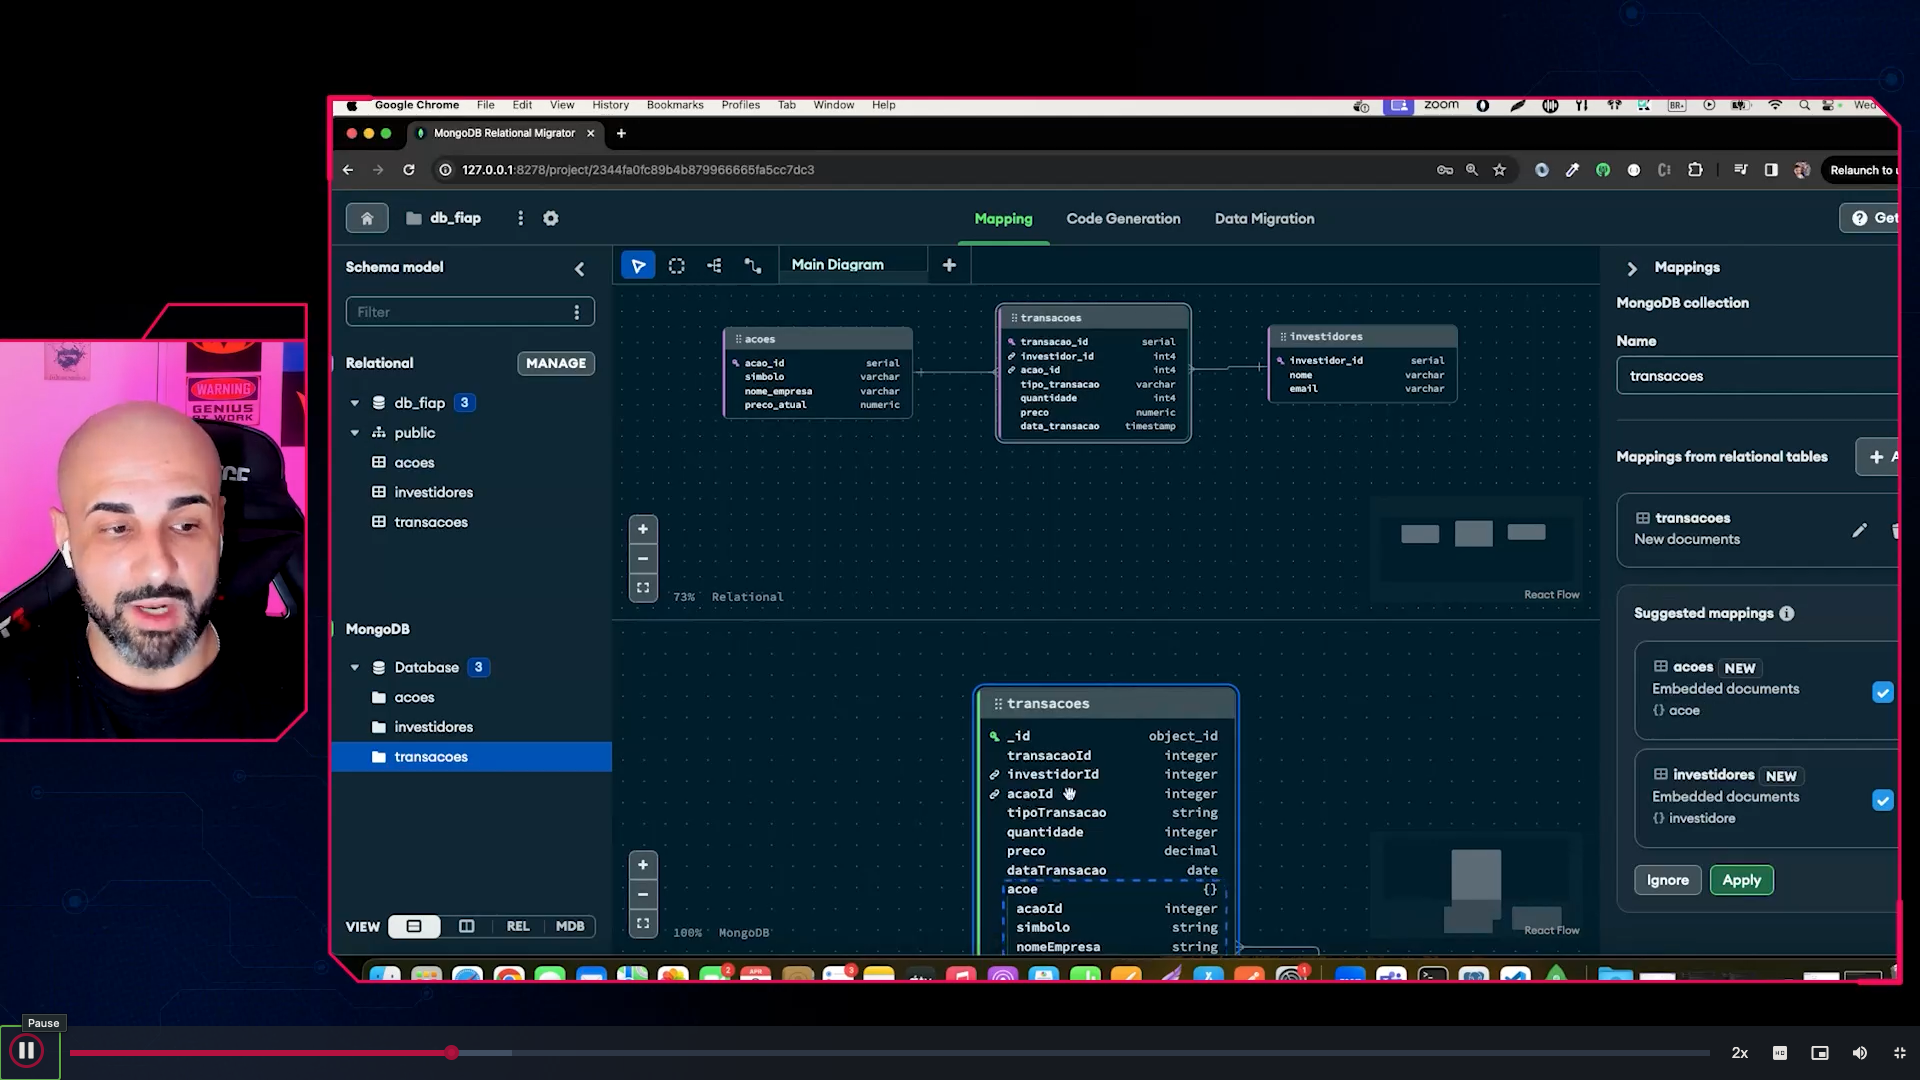 Google Chrome File Edit View History Bookmarks Profiles Tab Window Help
zoom
Wed
MongoDB Relational Migrator
127.0.0.1:8278/project/2344fa0fc89b4b879966665fa5cc7dc3
Relaunch to u
db_fiap
Mapping
Code Generation
Data Migration
Get
Schema model
Filter
Relational
MANAGE
db_fiap 3
public
acoes
investidores
transacoes
MongoDB
Database 3
acoes
investidores
transacoes
VIEW
REL
MDB
Main Diagram
acoes
acao_id serial
simbolo varchar
nome_empresa varchar
preco_atual numeric
transacoes
transacao_id serial
investidor_id int4
acao_id int4
tipo_transacao varchar
quantidade int4
preco numeric
data_transacao timestamp
investidores
investidor_id serial
nome varchar
email varchar
73% Relational
React Flow
transacoes
_id object_id
transacaoId integer
investidorId integer
acaoId integer
tipoTransacao string
quantidade integer
preco decimal
dataTransacao date
acoe {}
acaoId integer
simbolo string
nomeEmpresa string
100% MongoDB
React Flow
Mappings
MongoDB collection
Name
transacoes
Mappings from relational tables
+ A
transacoes
New documents
Suggested mappings
acoes NEW
Embedded documents
{} acoe
investidores NEW
Embedded documents
{} investidore
Ignore
Apply
WARNING
GENIUS
AT WORK
Pause
2x